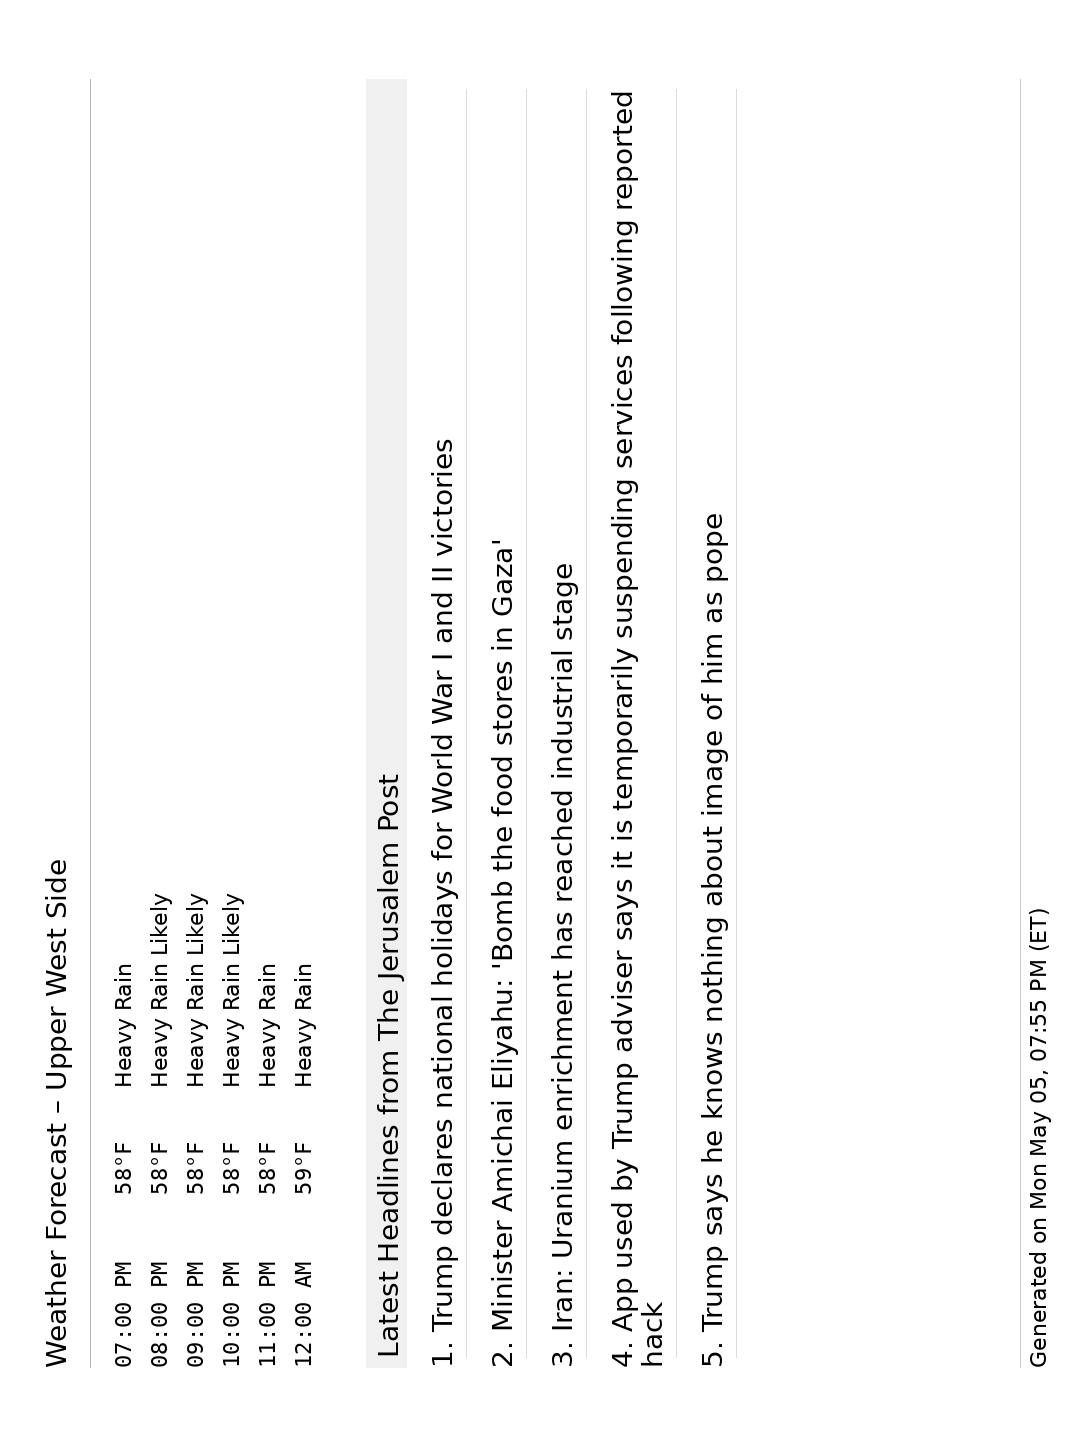 Weather Forecast – Upper West Side
07:00 PM 58°F Heavy Rain
08:00 PM 58°F Heavy Rain Likely
09:00 PM 58°F Heavy Rain Likely
10:00 PM 58°F Heavy Rain Likely
11:00 PM 58°F Heavy Rain
12:00 AM 59°F Heavy Rain
Latest Headlines from The Jerusalem Post
1. Trump declares national holidays for World War I and II victories
2. Minister Amichai Eliyahu: 'Bomb the food stores in Gaza'
3. Iran: Uranium enrichment has reached industrial stage
4. App used by Trump adviser says it is temporarily suspending services following reported
hack
5. Trump says he knows nothing about image of him as pope
Generated on Mon May 05, 07:55 PM (ET)